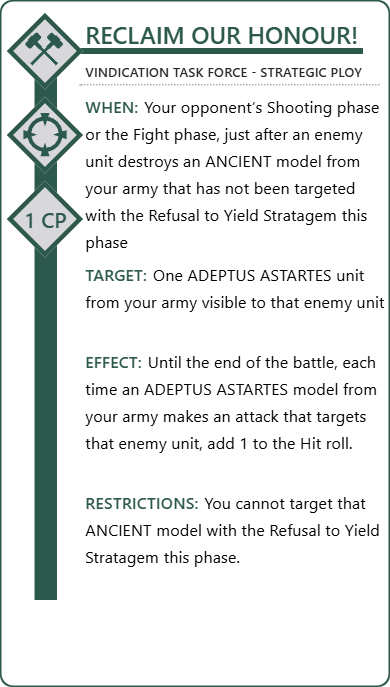 RECLAIM OUR HONOUR!
VINDICATION TASK FORCE - STRATEGIC PLOY
WHEN: Your opponent's Shooting phase
or the Fight phase, just after an enemy
unit destroys an ANCIENT model from
your army that has not been targeted
with the Refusal to Yield Stratagem this
phase
1 CP
TARGET: One ADEPTUS ASTARTES unit
from your army visible to that enemy unit
EFFECT: Until the end of the battle, each
time an ADEPTUS ASTARTES model from
your army makes an attack that targets
that enemy unit, add 1 to the Hit roll.
RESTRICTIONS: You cannot target that
ANCIENT model with the Refusal to Yield
Stratagem this phase.